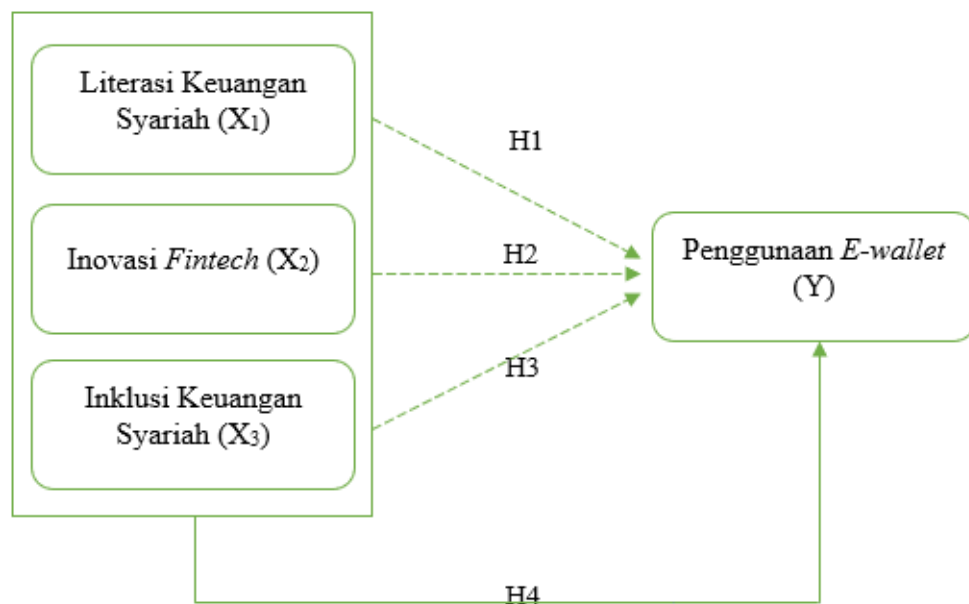 Literasi Keuangan
Syariah (X₁)
H1
Inovasi Fintech (X₂)
H2
Penggunaan E-wallet
(Y)
H3
Inklusi Keuangan
Syariah (X₃)
H4